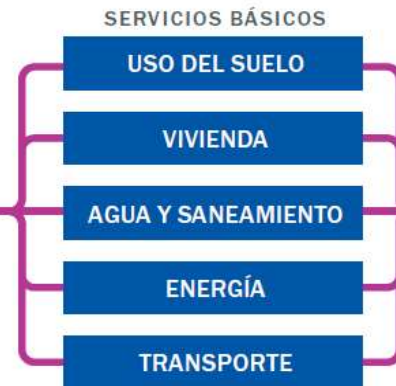 SERVICIOS BÁSICOS
USO DEL SUELO
VIVIENDA
AGUA Y SANEAMIENTO
ENERGÍA
TRANSPORTE